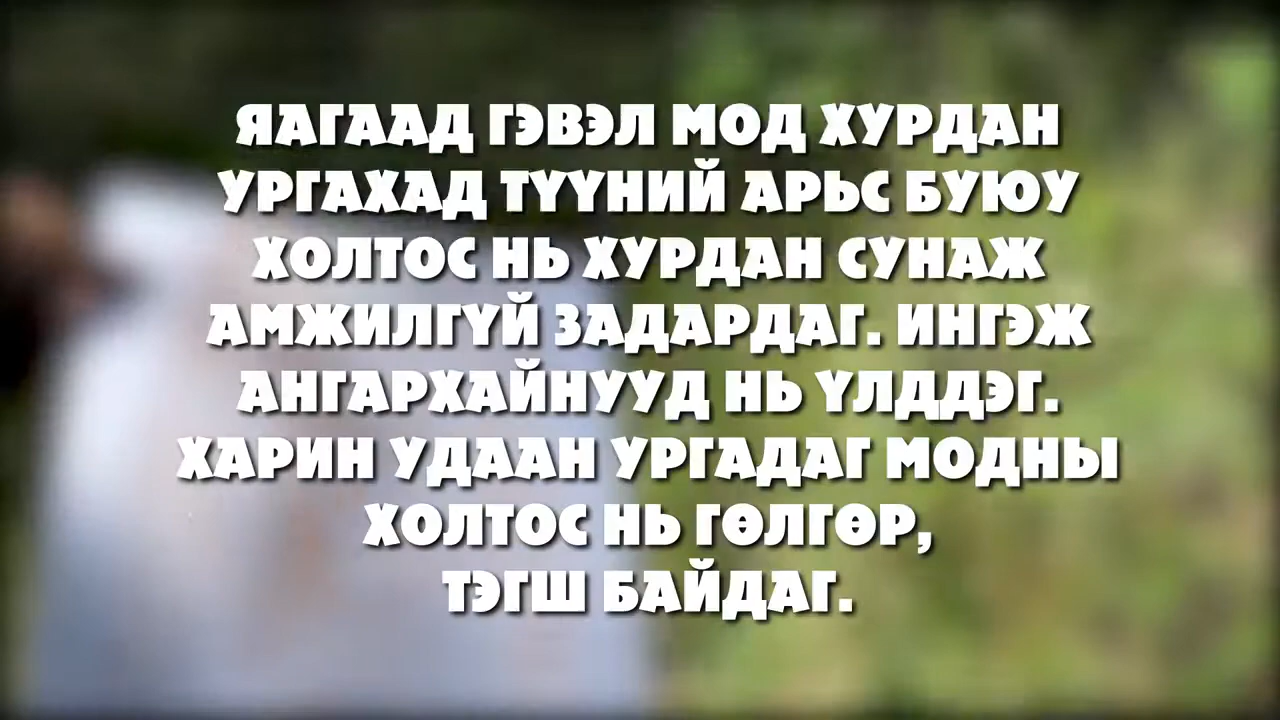 ЯАГААД ГЭВЭЛ МОД ХУРДАН
УРГАХАД ТҮҮНИЙ АРЬС БУЮУ
ХОЛТОС НЬ ХУРДАН СУНАЖ
АМЖИЛГҮЙ ЗАДАРДАГ. ИНГЭЖ
АНГАРХАЙНУУД НЬ ҮЛДДЭГ.
ХАРИН УДААН УРГАДАГ МОДНЫ
ХОЛТОС НЬ ГӨЛГӨР,
ТЭГШ БАЙДАГ.